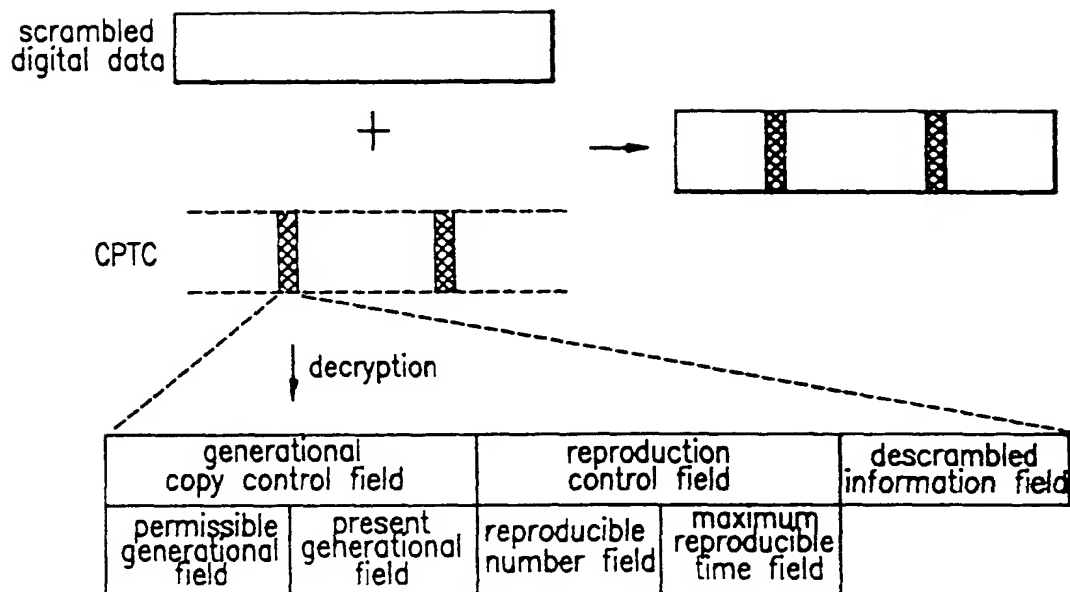 scrambled
digital data
+
CPTC
decryption
generational
copy control field
reproduction
control field
descrambled
information field
permissible
generational
field
present
generational
field
reproducible
number field
maximum
reproducible
time field